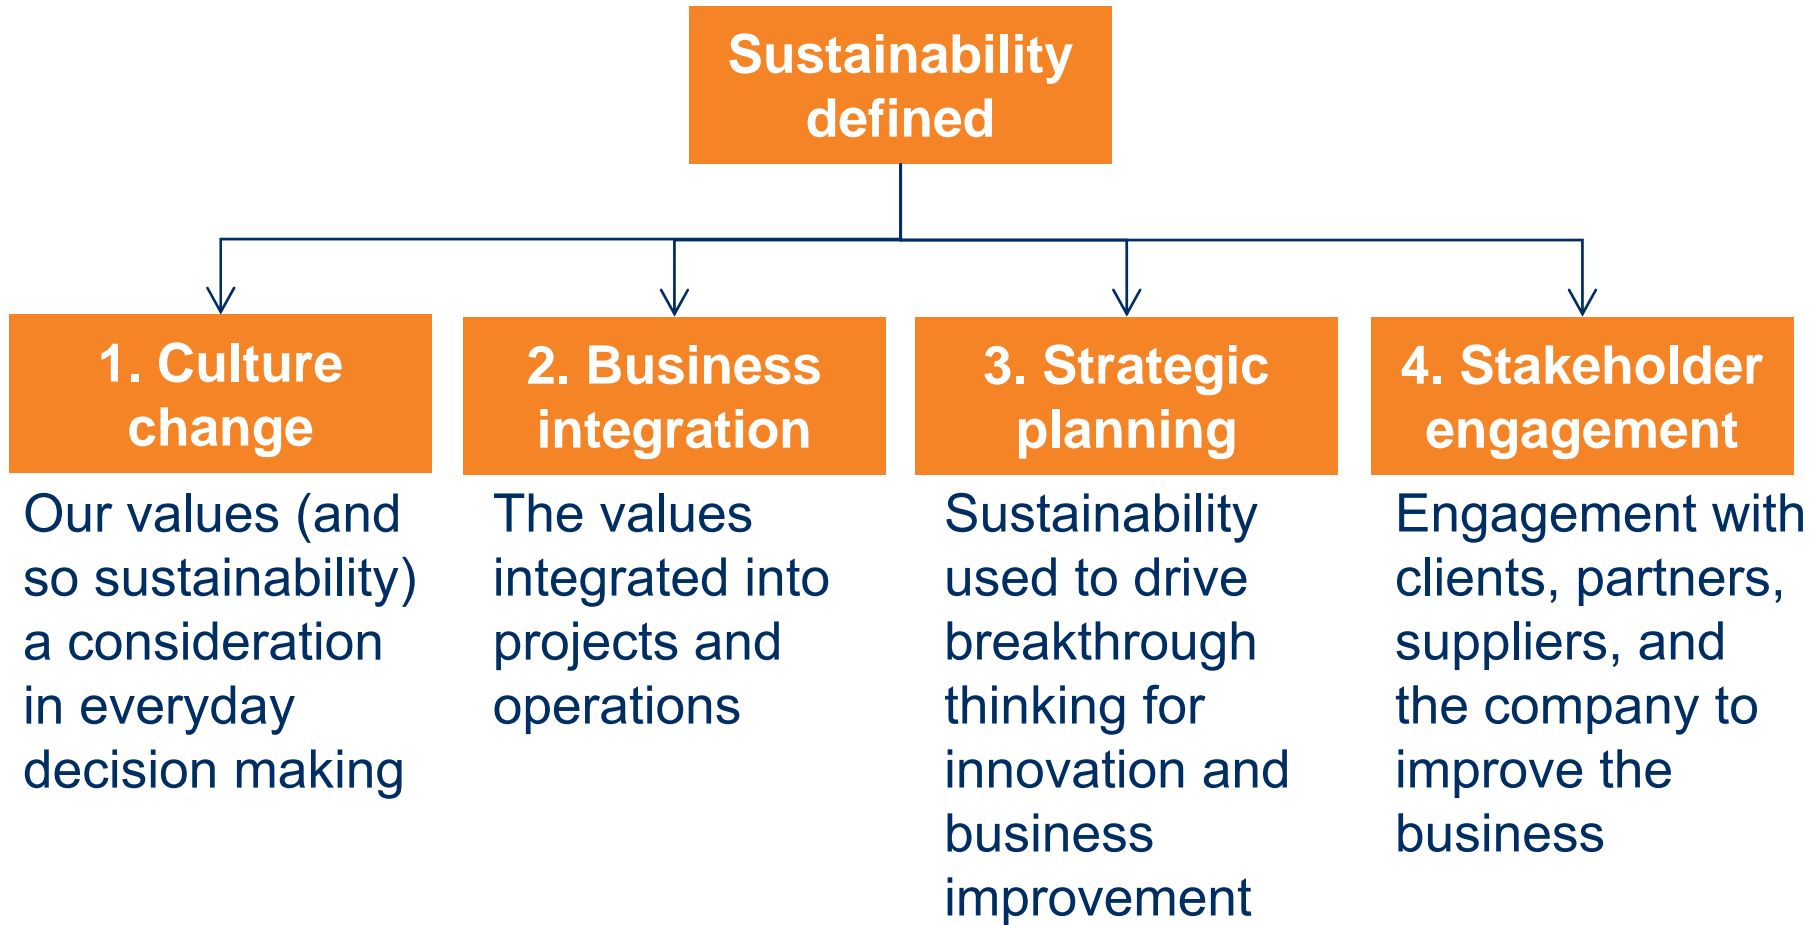 Sustainability
defined
1. Culture
change
Our values (and
so sustainability)
a consideration
in everyday
decision making
2. Business
integration
The values
integrated into
projects and
operations
3. Strategic
planning
Sustainability
used to drive
breakthrough
thinking for
innovation and
business
improvement
4. Stakeholder
engagement
Engagement with
clients, partners,
suppliers, and
the company to
improve the
business